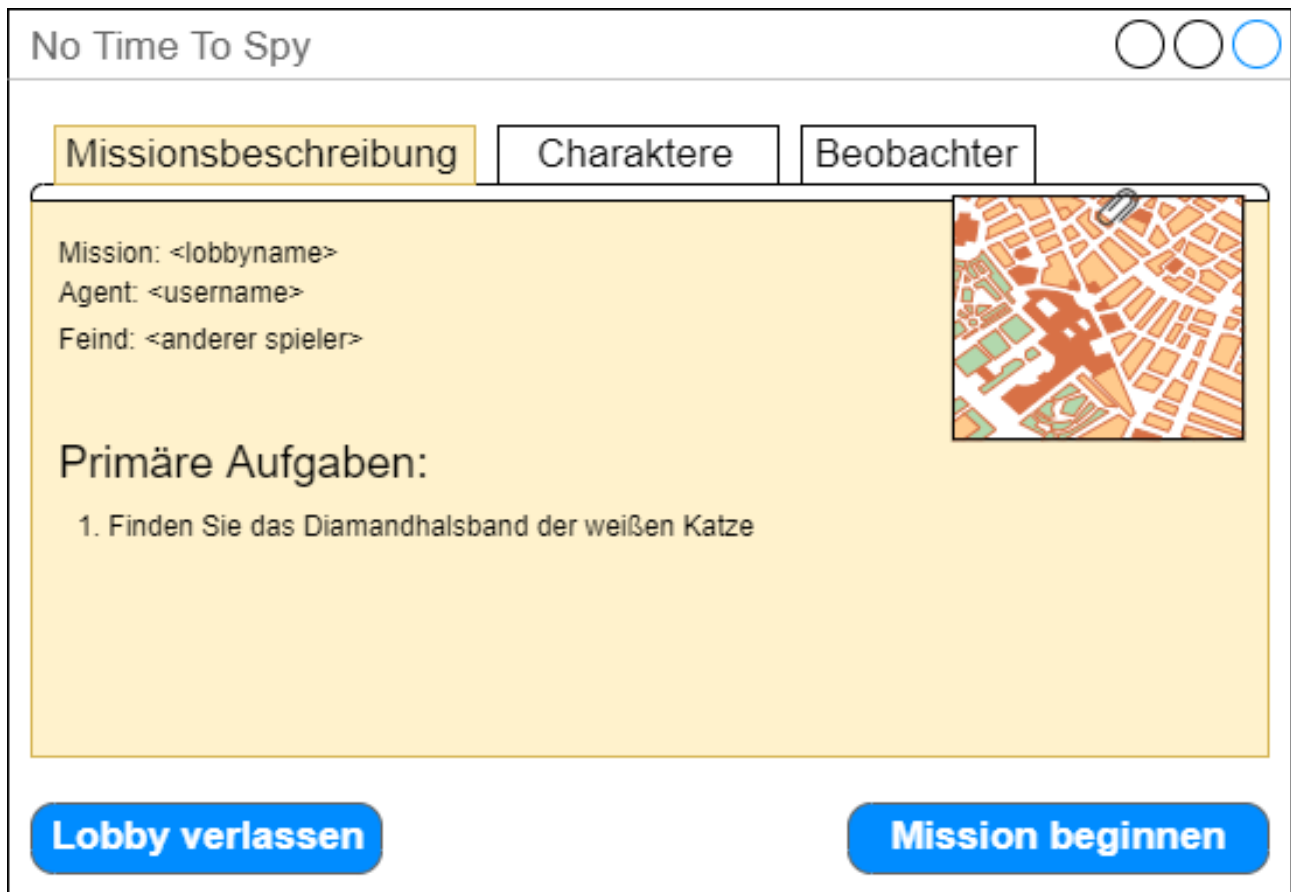 No Time To Spy
Missionsbeschreibung
Charaktere
Beobachter
Mission: <lobbyname>
Agent: <username>
Feind: <anderer spieler>
Primäre Aufgaben:
1. Finden Sie das Diamandhalsband der weißen Katze
Lobby verlassen
Mission beginnen